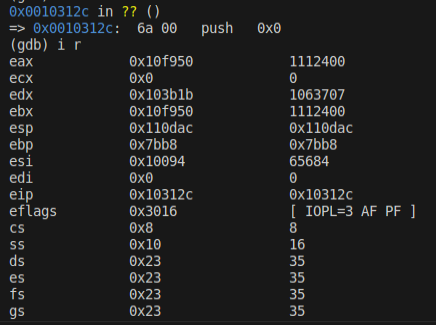 0x0010312c in ?? ()
=> 0x0010312c: 6a 00 push 0x0
(gdb) i r
eax 0x10f950 1112400
ecx 0x0 0
edx 0x103b1b 1063707
ebx 0x10f950 1112400
esp 0x110dac 0x110dac
ebp 0x7bb8 0x7bb8
esi 0x10094 65684
edi 0x0 0
eip 0x10312c 0x10312c
eflags 0x3016 [ IOPL=3 AF PF ]
cs 0x8 8
ss 0x10 16
ds 0x23 35
es 0x23 35
fs 0x23 35
gs 0x23 35